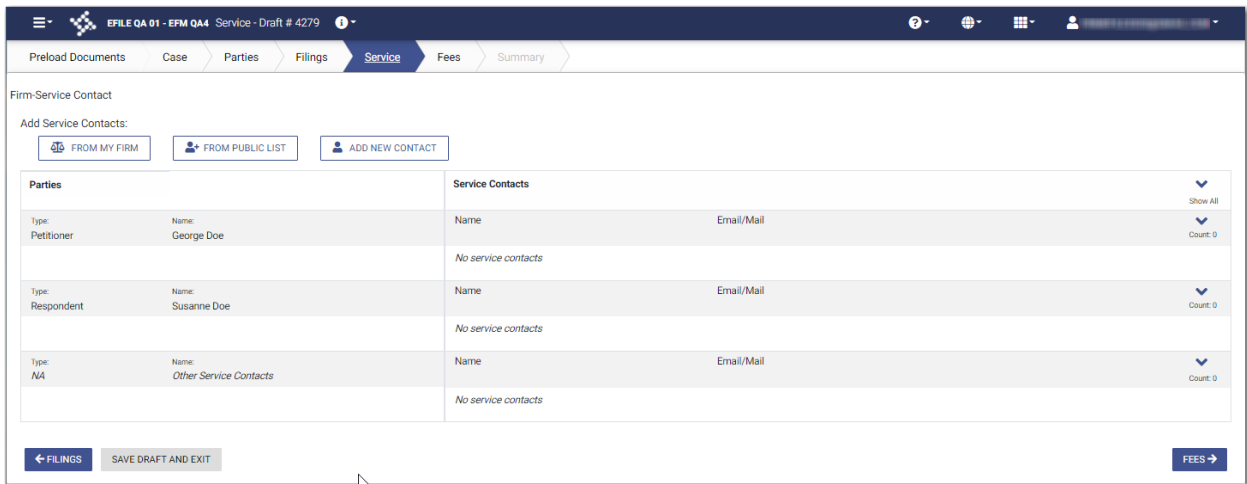 EFILE QA 01 - EFM QA4 Service - Draft # 4279
Preload Documents Case Parties Filings Service Fees Summary
Firm-Service Contact
Add Service Contacts:
FROM MY FIRM FROM PUBLIC LIST ADD NEW CONTACT
Parties Service Contacts
Show All
Type: Name: Name Email/Mail
Petitioner George Doe Count: 0
No service contacts
Type: Name: Name Email/Mail
Respondent Susanne Doe Count: 0
No service contacts
Type: Name: Name Email/Mail
NA Other Service Contacts Count: 0
No service contacts
FILINGS SAVE DRAFT AND EXIT FEES